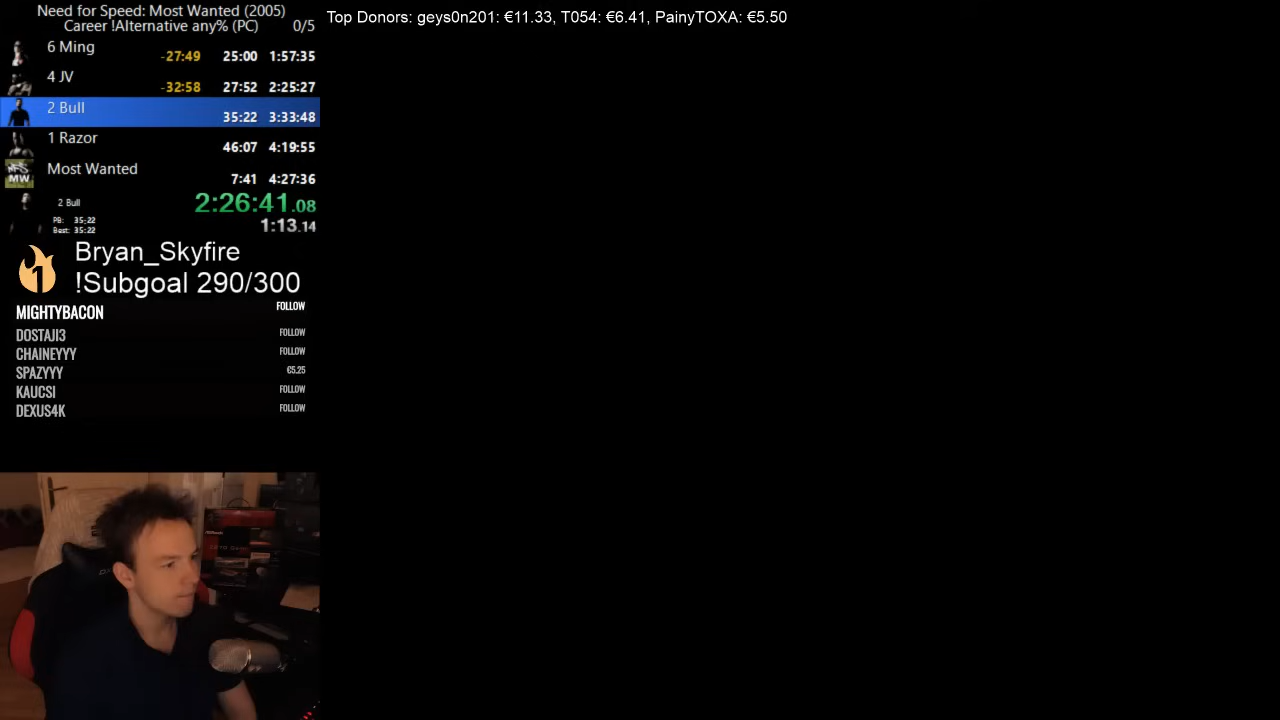 Need for Speed: Most Wanted (2005)
Career !Alternative any% (PC) 0/5
Top Donors: geys0n201: €11.33, T054: €6.41, PainyTOXA: €5.50
6 Ming -27:49 25:00 1:57:35
4 JV -32:58 27:52 2:25:27
2 Bull 35:22 3:33:48
1 Razor 46:07 4:19:55
Most Wanted 7:41 4:27:36
MW
2 Bull 2:26:41.08
PB: 35:22
Best: 35:22 1:13.14
1
Bryan_Skyfire
!Subgoal 290/300
MIGHTYBACON FOLLOW
DOSTAJI3 FOLLOW
CHAINEYYY FOLLOW
SPAZYYY €5.25
KAUCSI FOLLOW
DEXUS4K FOLLOW